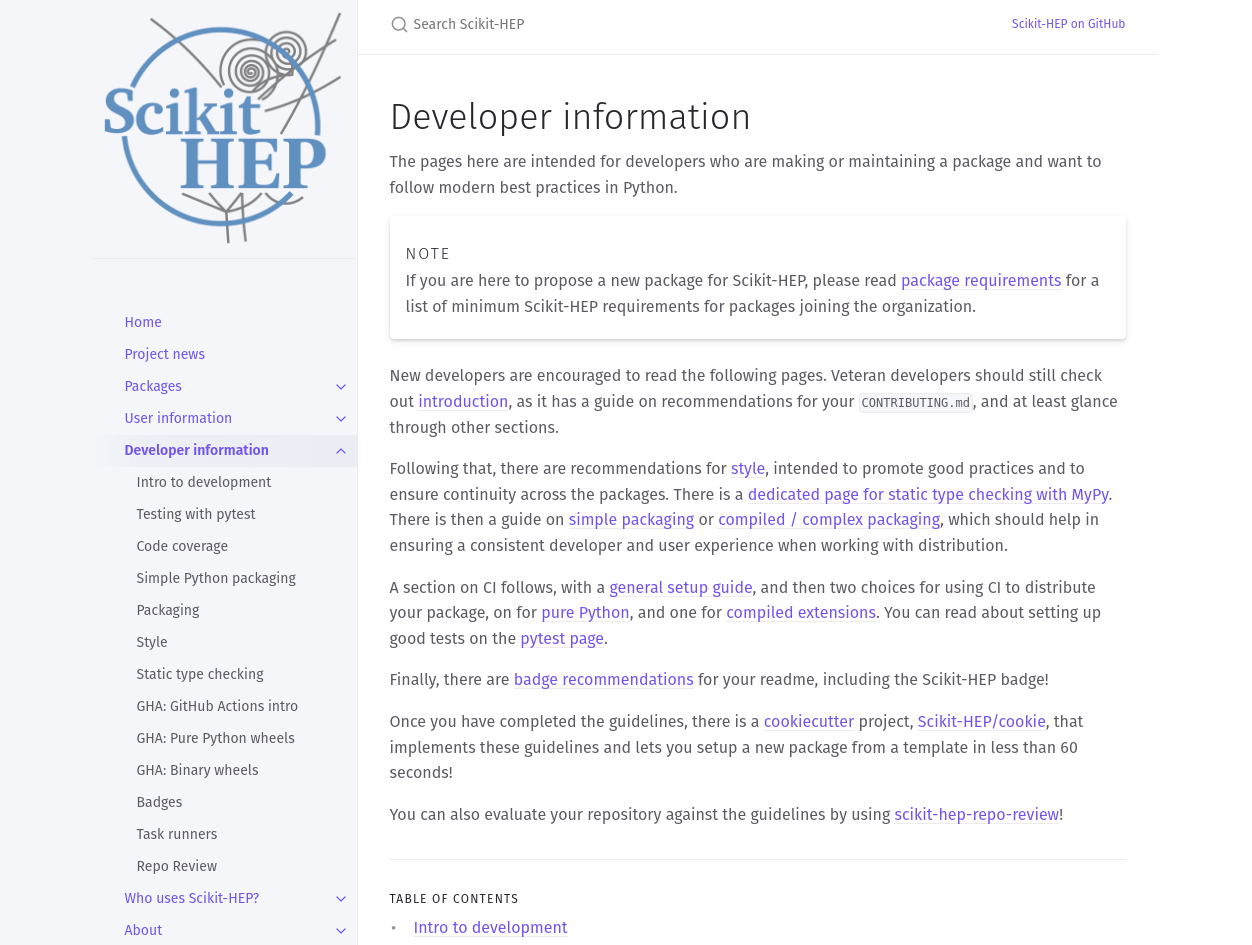 Scikit
HEP
Home
Project news
Packages
User information
Developer information
Intro to development
Testing with pytest
Code coverage
Simple Python packaging
Packaging
Style
Static type checking
GHA: GitHub Actions intro
GHA: Pure Python wheels
GHA: Binary wheels
Badges
Task runners
Repo Review
Who uses Scikit-HEP?
About
Search Scikit-HEP
Scikit-HEP on GitHub
Developer information
The pages here are intended for developers who are making or maintaining a package and want to
follow modern best practices in Python.
NOTE
If you are here to propose a new package for Scikit-HEP, please read package requirements for a
list of minimum Scikit-HEP requirements for packages joining the organization.
New developers are encouraged to read the following pages. Veteran developers should still check
out introduction, as it has a guide on recommendations for your CONTRIBUTING.md, and at least glance
through other sections.
Following that, there are recommendations for style, intended to promote good practices and to
ensure continuity across the packages. There is a dedicated page for static type checking with MyPy.
There is then a guide on simple packaging or compiled / complex packaging, which should help in
ensuring a consistent developer and user experience when working with distribution.
A section on CI follows, with a general setup guide, and then two choices for using CI to distribute
your package, on for pure Python, and one for compiled extensions. You can read about setting up
good tests on the pytest page.
Finally, there are badge recommendations for your readme, including the Scikit-HEP badge!
Once you have completed the guidelines, there is a cookiecutter project, Scikit-HEP/cookie, that
implements these guidelines and lets you setup a new package from a template in less than 60
seconds!
You can also evaluate your repository against the guidelines by using scikit-hep-repo-review!
TABLE OF CONTENTS
• Intro to development